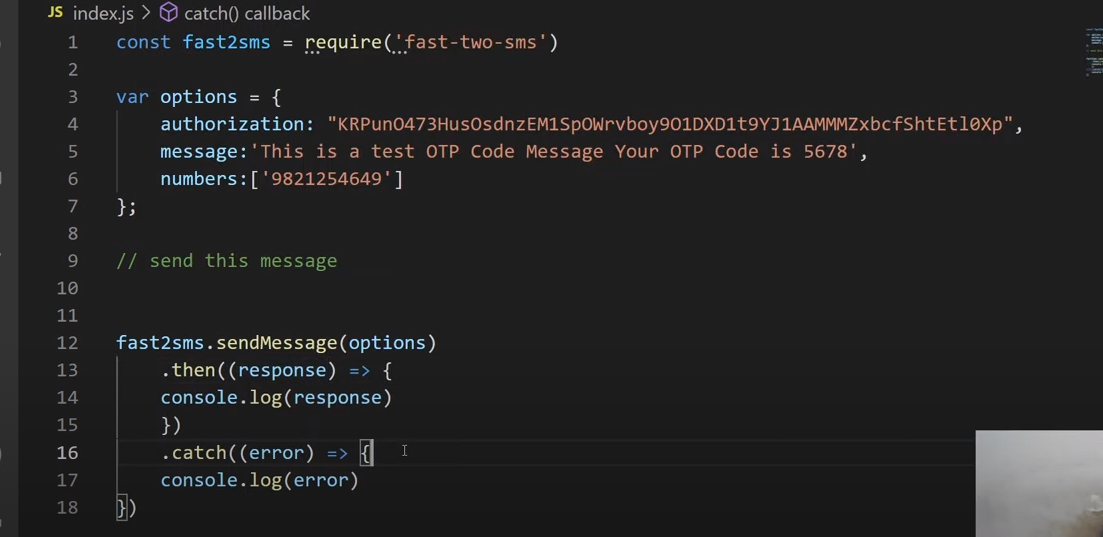 JS index.js > catch() callback
1 const fast2sms = require('fast-two-sms')
2
3 var options = {
4 authorization: "KRPunO473HusOsdnzEM1SpOWrvboy9O1DXD1t9YJ1AAMMMZxbcfShtEtl0Xp",
5 message:'This is a test OTP Code Message Your OTP Code is 5678',
6 numbers:['9821254649']
7 };
8
9 // send this message
10
11
12 fast2sms.sendMessage(options)
13 .then((response) => {
14 console.log(response)
15 })
16 .catch((error) => {
17 console.log(error)
18 })